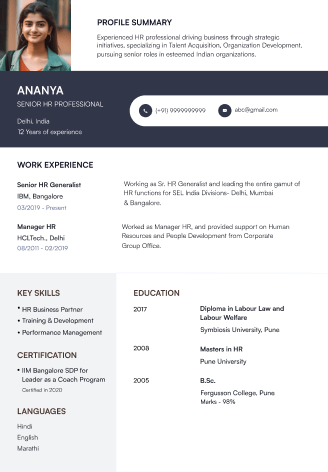 PROFILE SUMMARY
Experienced HR professional driving business through strategic
initiatives, specializing in Talent Acquisition, Organization Development,
pursuing senior roles in esteemed Indian organizations.
ANANYA
SENIOR HR PROFESSIONAL
Delhi, India
12 Years of experience
(+91) 9999999999
abc@gmail.com
WORK EXPERIENCE
Senior HR Generalist
IBM, Bangalore
03/2019 - Present
Working as Sr. HR Generalist and leading the entire gamut of
HR functions for SEL India Divisions- Delhi, Mumbai
& Bangalore.
Manager HR
HCLTech., Delhi
08/2011 - 02/2019
Worked as Manager HR, and provided support on Human
Resources and People Development from Corporate
Group Office.
KEY SKILLS
• HR Business Partner
• Training & Development
• Performance Management
CERTIFICATION
• IIM Bangalore SDP for
Leader as a Coach Program
Certified in 2020
LANGUAGES
Hindi
English
Marathi
EDUCATION
2017
Diploma in Labour Law and
Labour Welfare
Symbiosis University, Pune
2008
Masters in HR
Pune University
2005
B.Sc.
Fergusson College, Pune
Marks - 98%